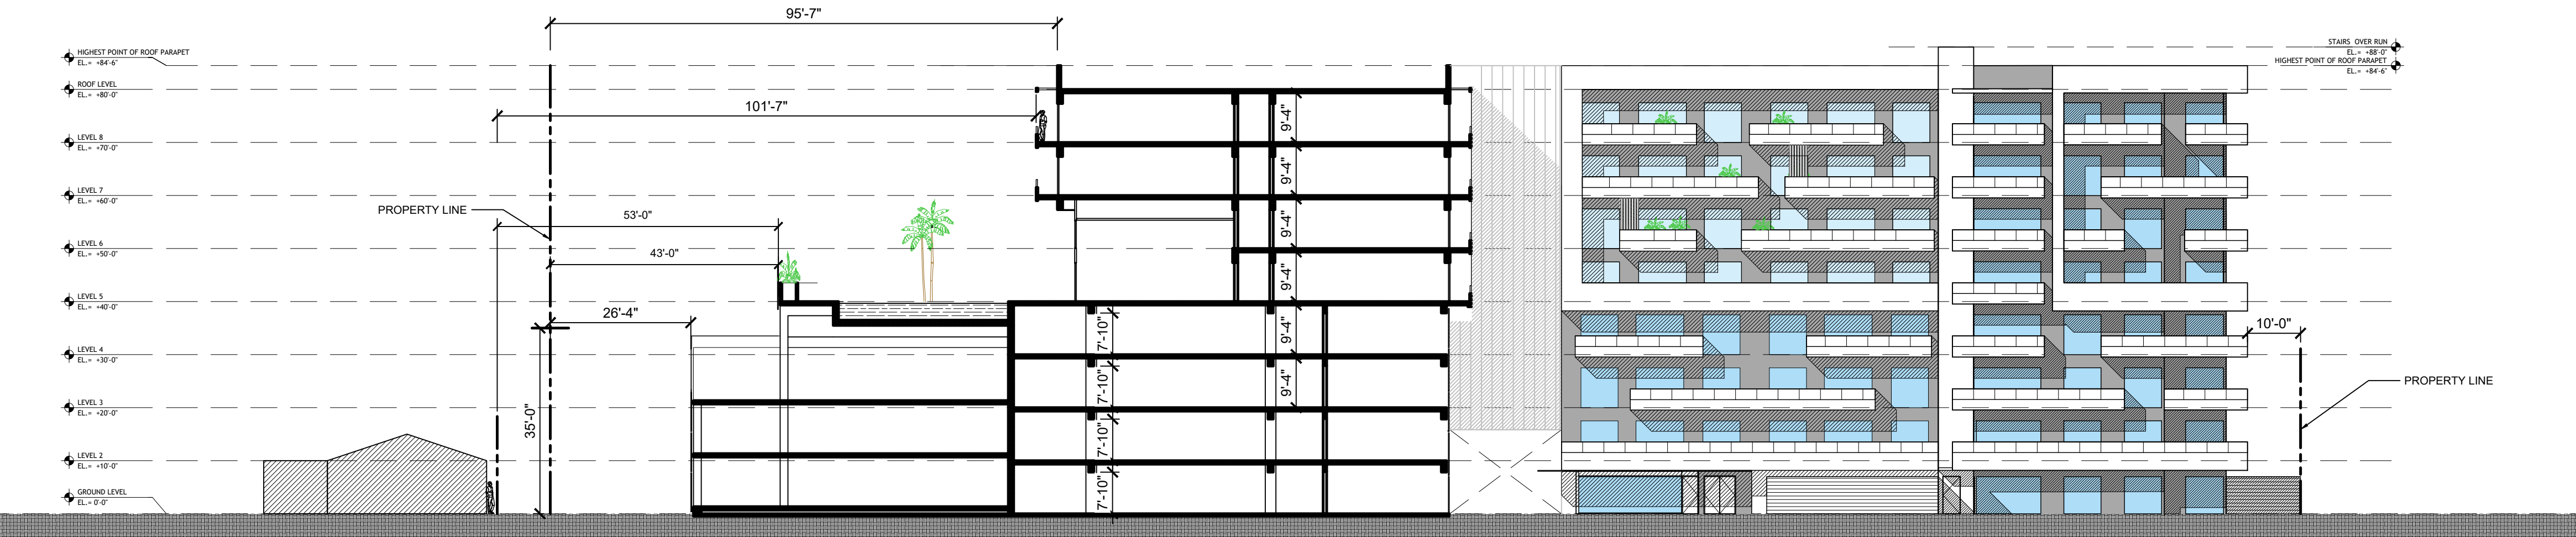 95'-7"
HIGHEST POINT OF ROOF PARAPET
EL.= +84'-6"
ROOF LEVEL
EL.= +80'-0"
LEVEL 8
EL.= +70'-0"
LEVEL 7
EL.= +60'-0"
LEVEL 6
EL.= +50'-0"
LEVEL 5
EL.= +40'-0"
LEVEL 4
EL.= +30'-0"
LEVEL 3
EL.= +20'-0"
LEVEL 2
EL.= +10'-0"
GROUND LEVEL
EL.= 0'-0"
101'-7"
PROPERTY LINE
53'-0"
43'-0"
26'-4"
35'-0"
9'-4"
9'-4"
9'-4"
9'-4"
9'-4"
9'-4"
7'-10"
7'-10"
7'-10"
7'-10"
STAIRS OVER RUN
EL.= +88'-0"
HIGHEST POINT OF ROOF PARAPET
EL.= +84'-6"
10'-0"
PROPERTY LINE